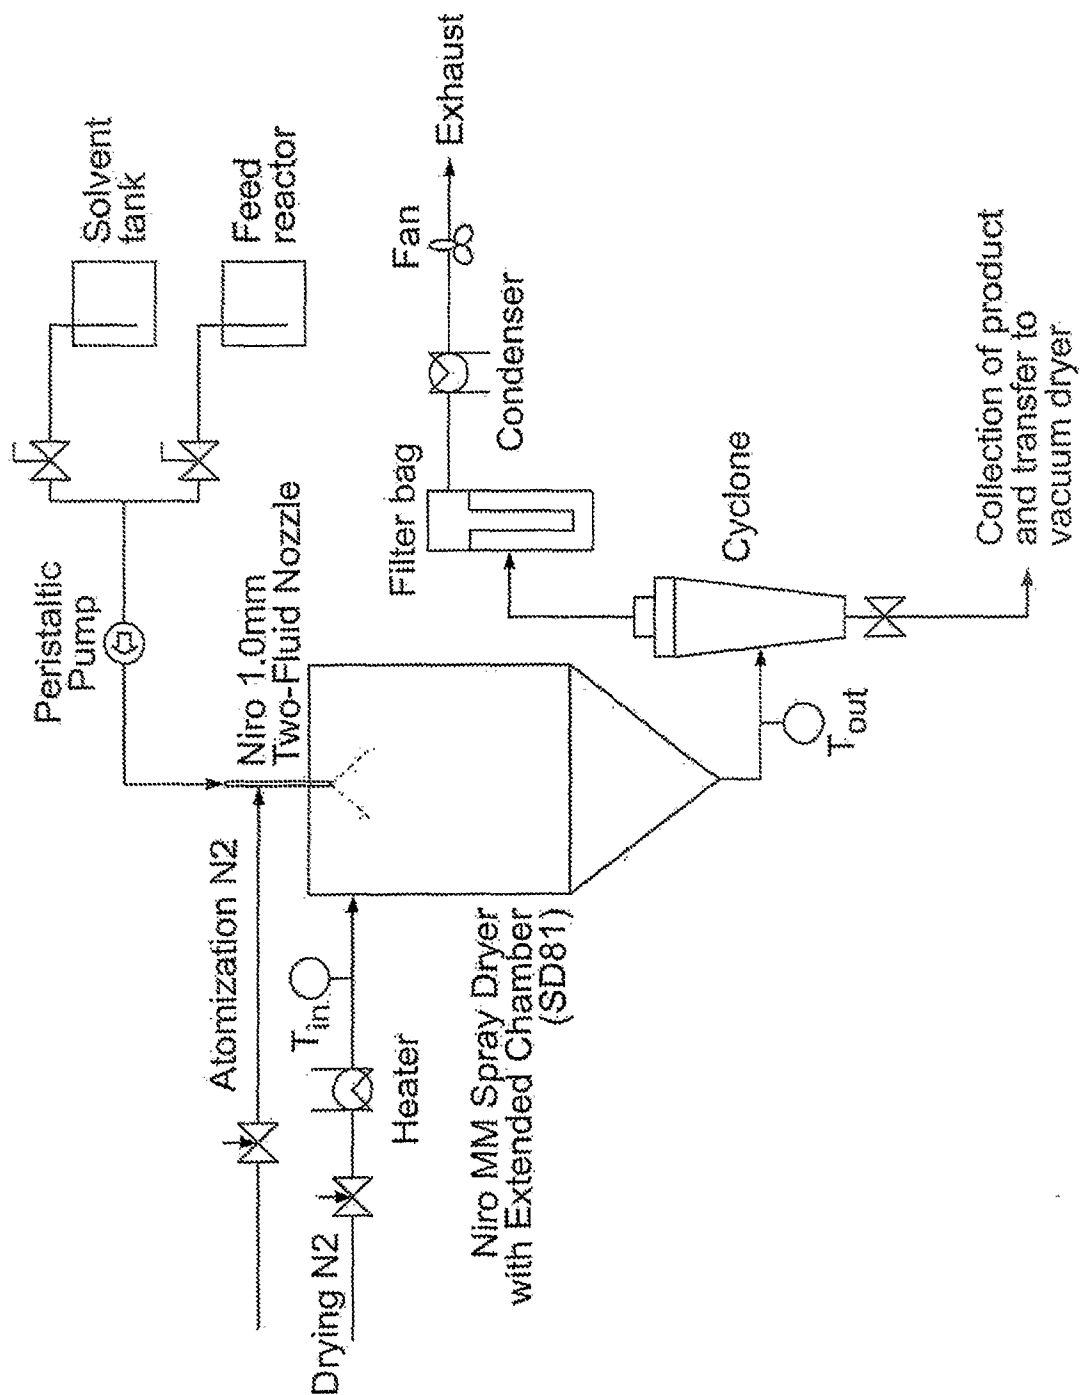 Solvent
tank
Feed
reactor
Peristaltic
Pump
Niro 1.0mm
Two-Fluid Nozzle
Atomization N2
Drying N2
Heater
Tin
Niro MM Spray Dryer
with Extended Chamber
(SD81)
Tout
Cyclone
Filter bag
Condenser
Fan
Exhaust
Collection of product
and transfer to
vacuum dryer